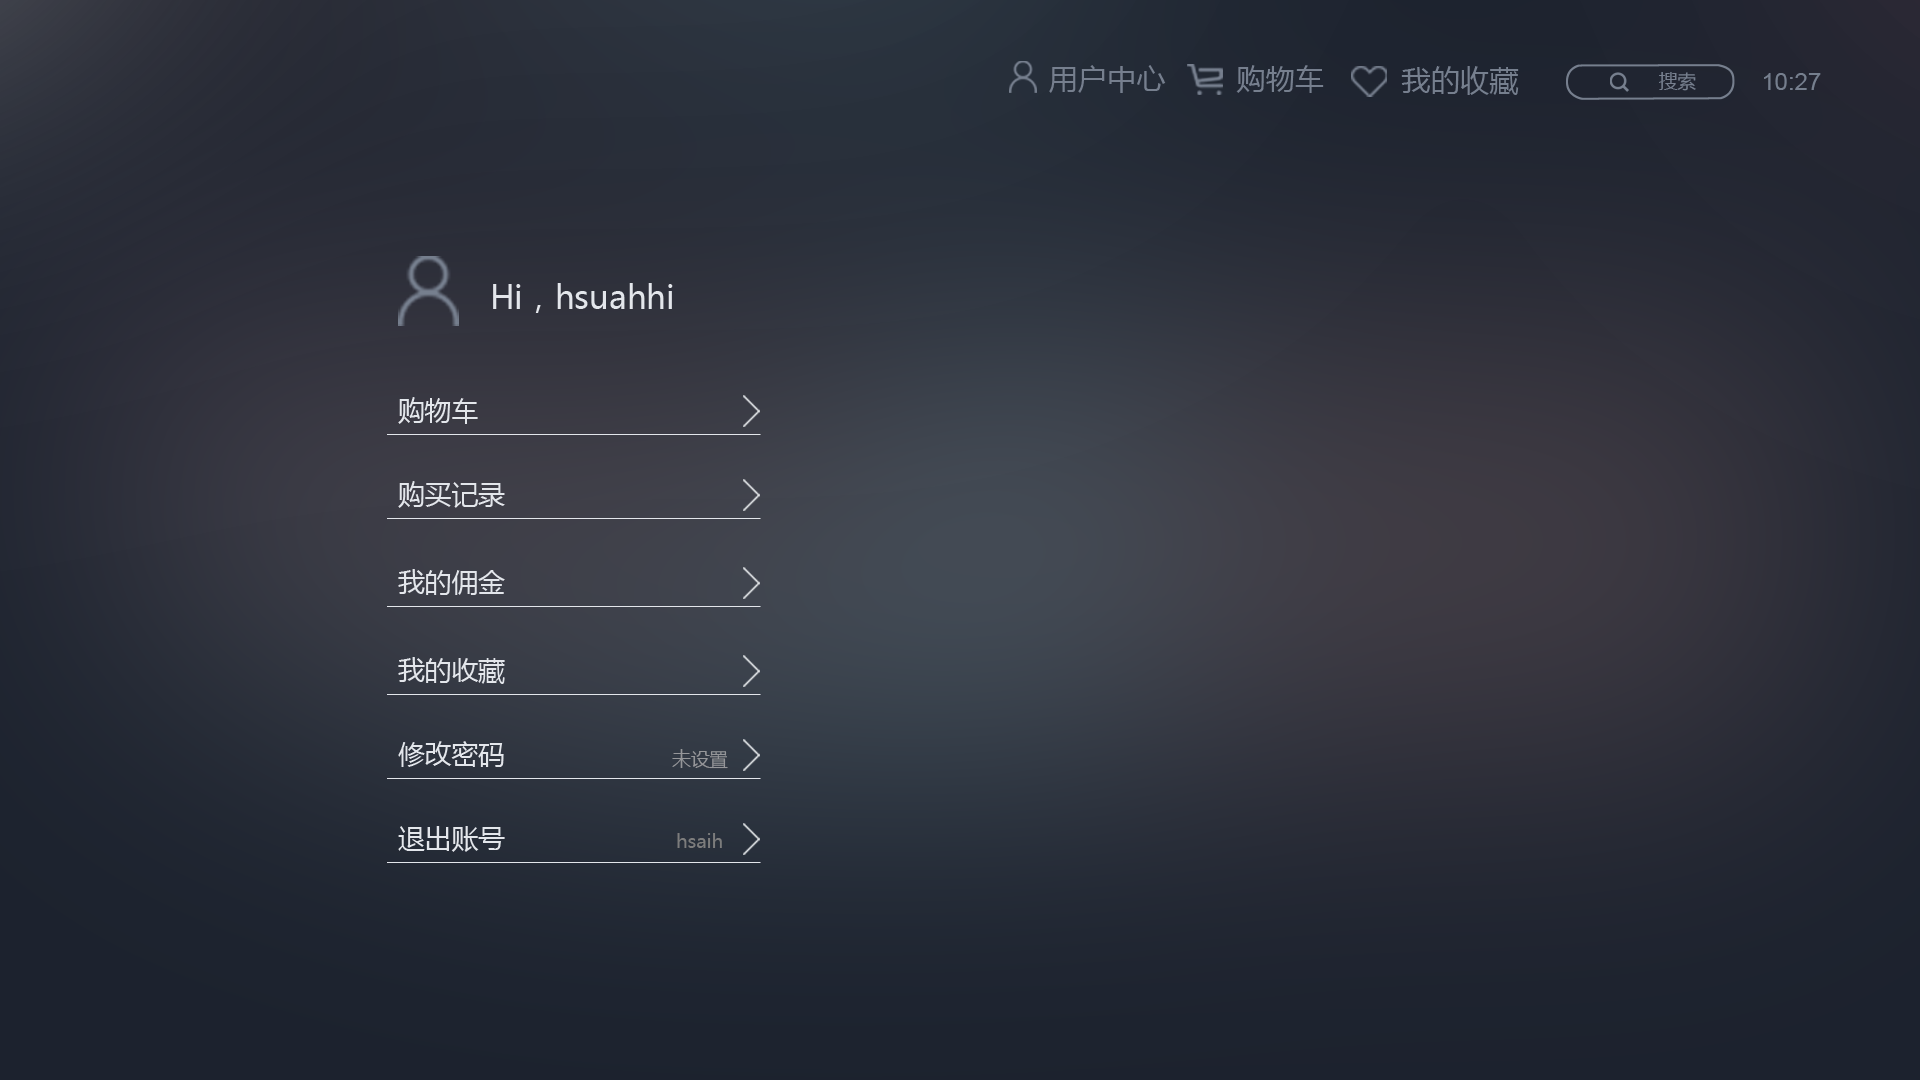 用户中心 购物车 我的收藏 搜索 10:27
Hi，hsuahhi
购物车
购买记录
我的佣金
我的收藏
修改密码 未设置
退出账号 hsaih